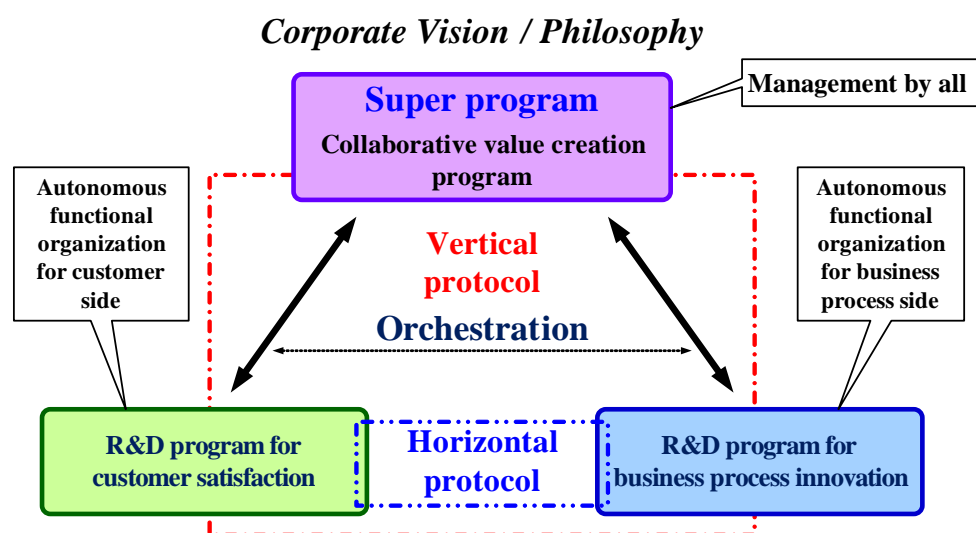 Corporate Vision / Philosophy
Super program
Collaborative value creation
program
Management by all
Autonomous
functional
organization
for customer
side
Autonomous
functional
organization
for business
process side
Vertical
protocol
Orchestration
R&D program for
customer satisfaction
Horizontal
protocol
R&D program for
business process innovation